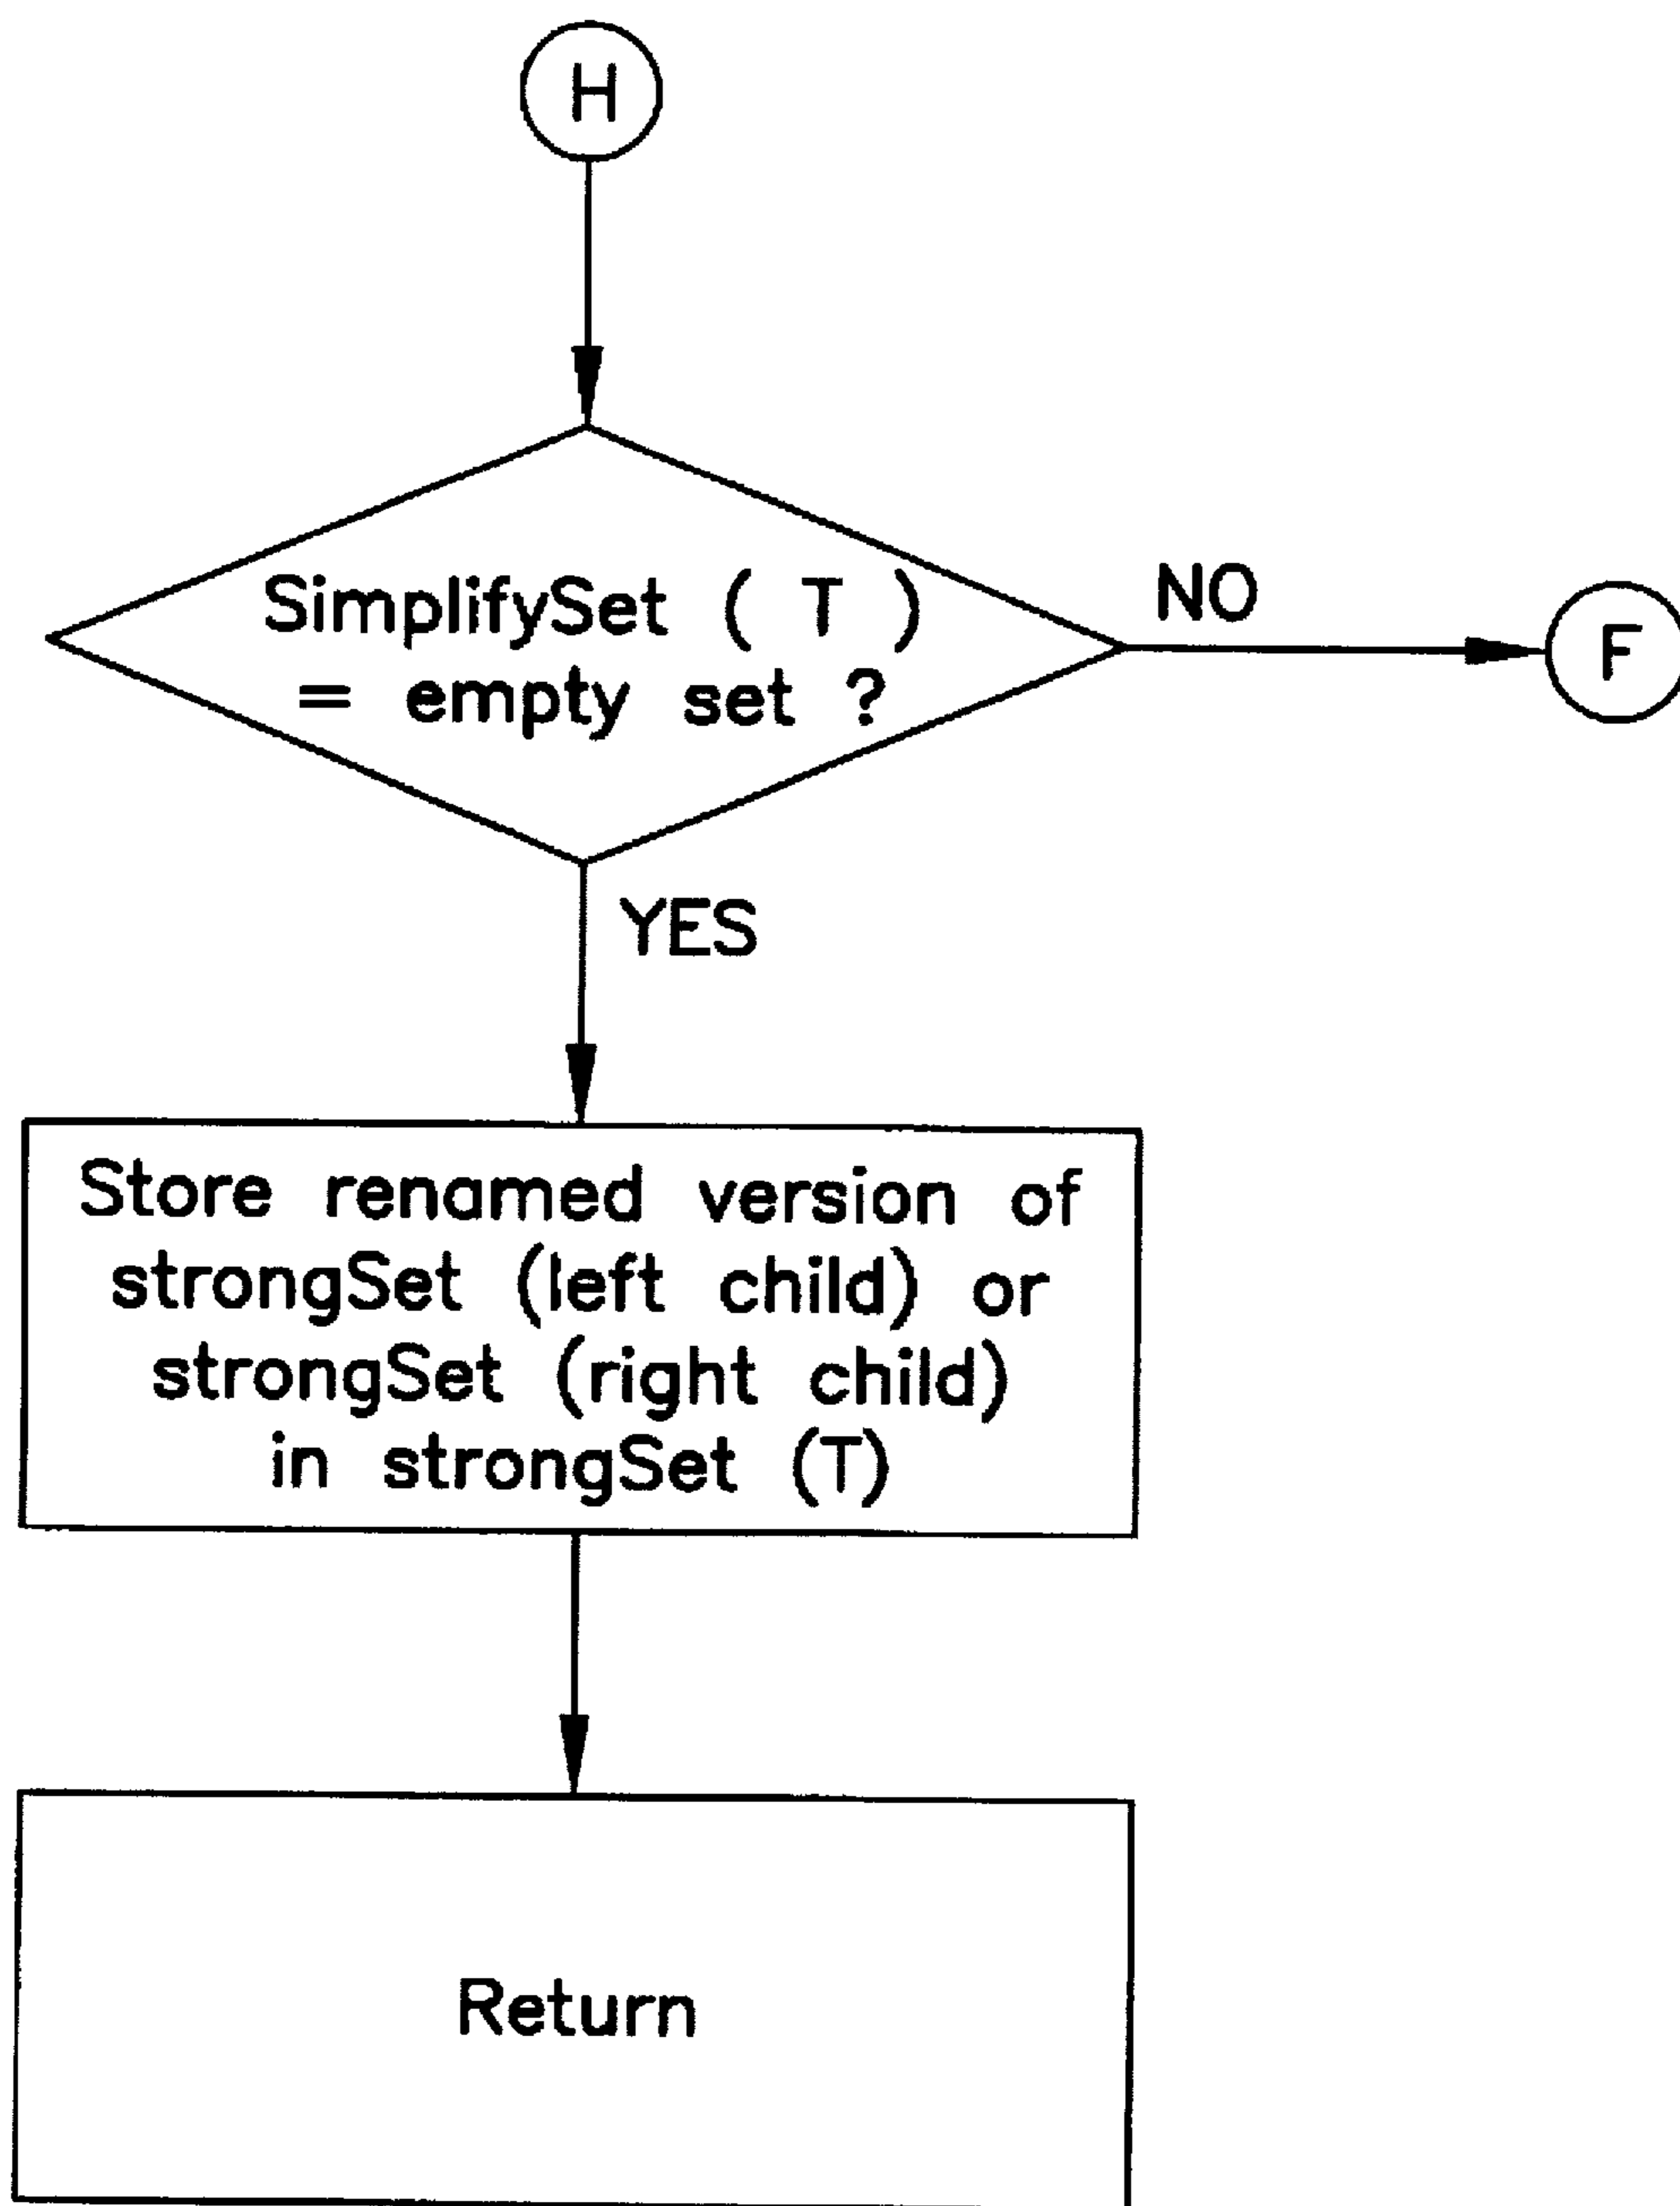 H
SimplifySet ( T )
= empty set ?
NO
F
YES
Store renamed version of
strongSet (left child) or
strongSet (right child)
in strongSet (T)
Return